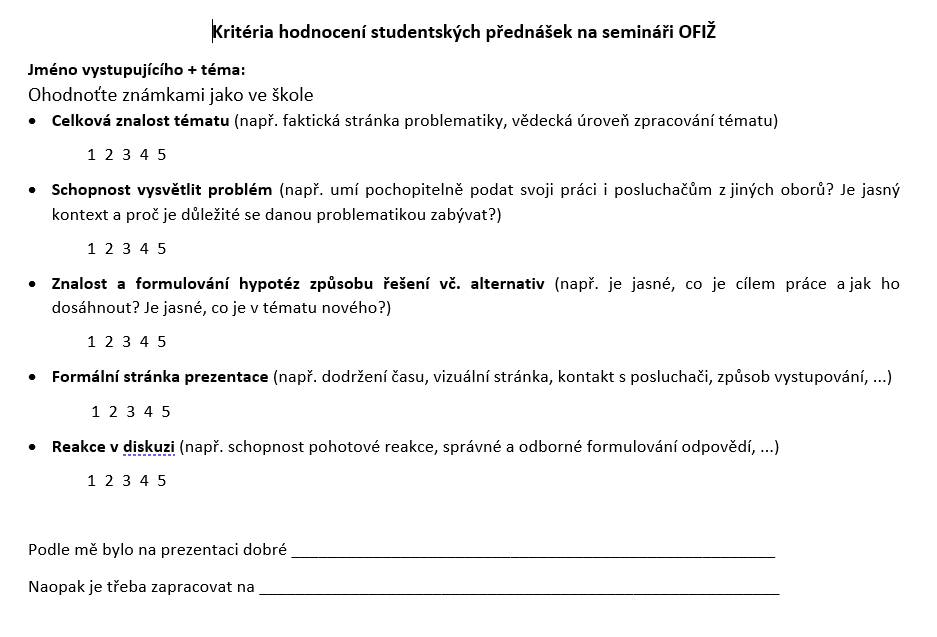 Kritéria hodnocení studentských přednášek na semináři OFIŽ
Jméno vystupujícího + téma:
Ohodnoťte známkami jako ve škole
• Celková znalost tématu (např. faktická stránka problematiky, vědecká úroveň zpracování tématu)
1 2 3 4 5
• Schopnost vysvětlit problém (např. umí pochopitelně podat svoji práci i posluchačům z jiných oborů? Je jasný
kontext a proč je důležité se danou problematikou zabývat?)
1 2 3 4 5
• Znalost a formulování hypotéz způsobu řešení vč. alternativ (např. je jasné, co je cílem práce a jak ho
dosáhnout? Je jasné, co je v tématu nového?)
1 2 3 4 5
• Formální stránka prezentace (např. dodržení času, vizuální stránka, kontakt s posluchači, způsob vystupování, ...)
1 2 3 4 5
• Reakce v diskuzi (např. schopnost pohotové reakce, správné a odborné formulování odpovědí, ...)
1 2 3 4 5
Podle mě bylo na prezentaci dobré ______________________________________________________
Naopak je třeba zapracovat na __________________________________________________________